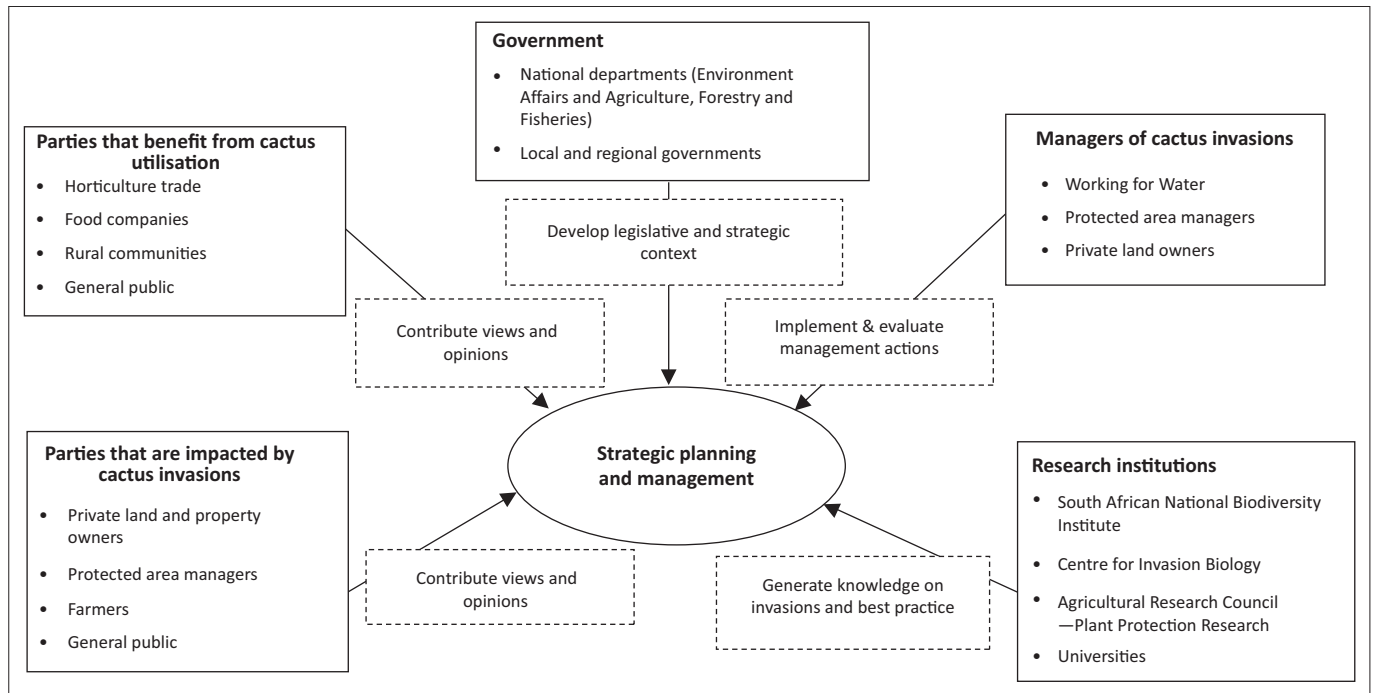 Government
• National departments (Environment
Affairs and Agriculture, Forestry and
Fisheries)
• Local and regional governments
Parties that benefit from cactus
utilisation
• Horticulture trade
• Food companies
• Rural communities
• General public
Managers of cactus invasions
• Working for Water
• Protected area managers
• Private land owners
Develop legislative and strategic
context
Contribute views and
opinions
Implement & evaluate
management actions
Strategic planning
and management
Parties that are impacted by
cactus invasions
• Private land and property
owners
• Protected area managers
• Farmers
• General public
Contribute views and
opinions
Generate knowledge on
invasions and best practice
Research institutions
• South African National Biodiversity
Institute
• Centre for Invasion Biology
• Agricultural Research Council
—Plant Protection Research
• Universities